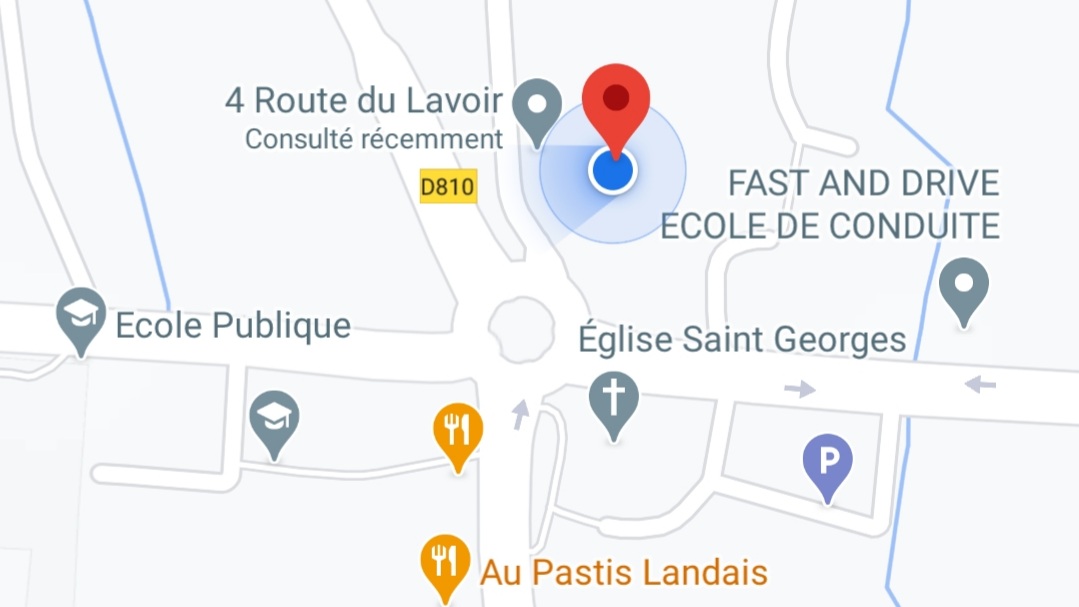 4 Route du Lavoir
Consulté récemment
D810
FAST AND DRIVE
ECOLE DE CONDUITE
Ecole Publique
Église Saint Georges
P
Au Pastis Landais